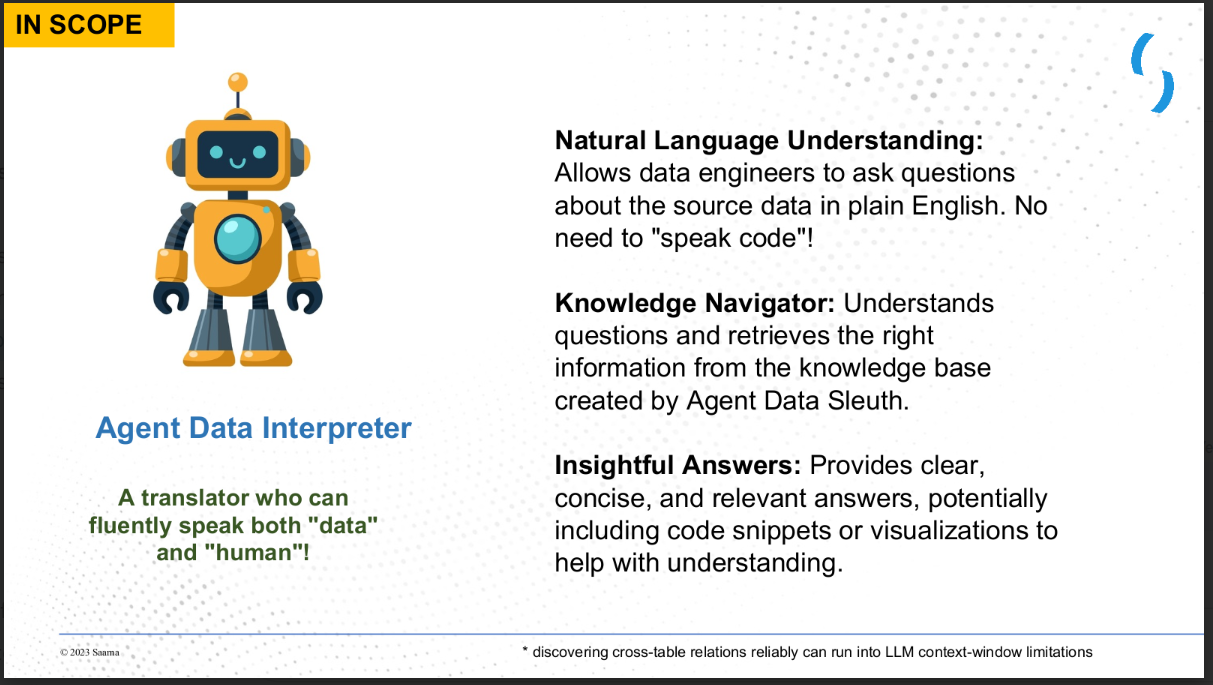 IN SCOPE
Natural Language Understanding:
Allows data engineers to ask questions
about the source data in plain English. No
need to "speak code"!
Knowledge Navigator: Understands
questions and retrieves the right
information from the knowledge base
created by Agent Data Sleuth.
Insightful Answers: Provides clear,
concise, and relevant answers, potentially
including code snippets or visualizations to
help with understanding.
Agent Data Interpreter
A translator who can
fluently speak both "data"
and "human"!
© 2023 Saama
* discovering cross-table relations reliably can run into LLM context-window limitations